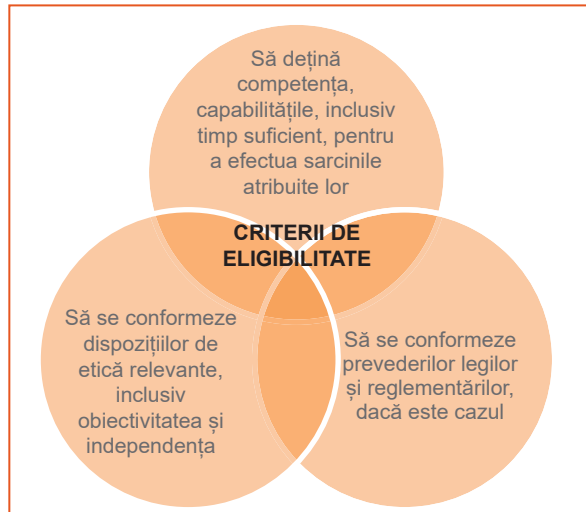 Să dețină
competența,
capabilitățile, inclusiv
timp suficient, pentru
a efectua sarcinile
atribuite lor
CRITERII DE
ELIGIBILITATE
Să se conformeze
dispozițiilor de
etică relevante,
inclusiv
obiectivitatea și
independența
Să se conformeze
prevederilor legilor
și reglementărilor,
dacă este cazul